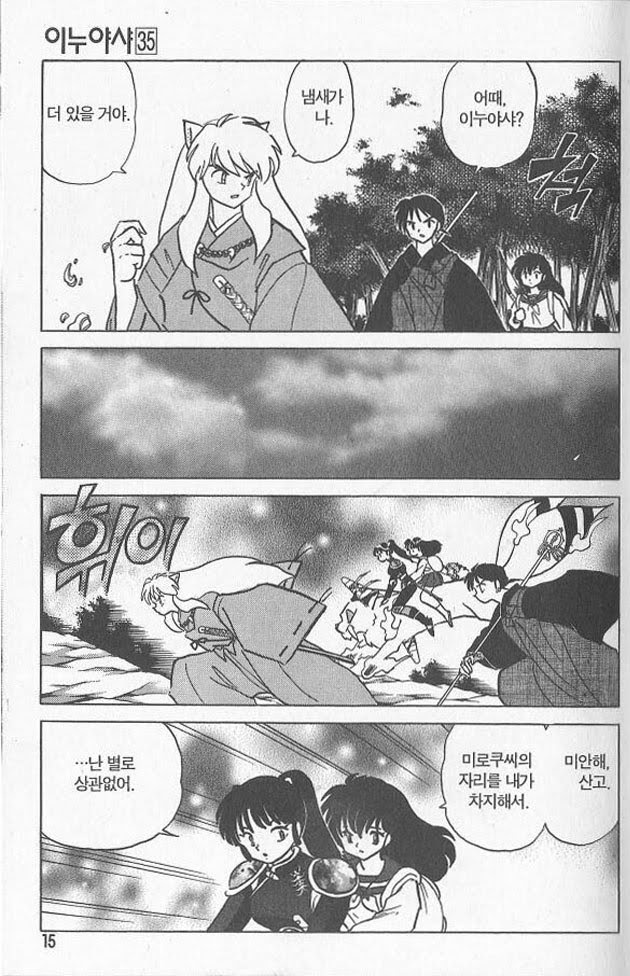 이누야샤 35
어때,
이누야샤?
척
냄새가
나.
더 있을 거야.
휘이
미안해,
산고.
미로쿠씨의
자리를 내가
차지해서.
…난 별로
상관없어.
15